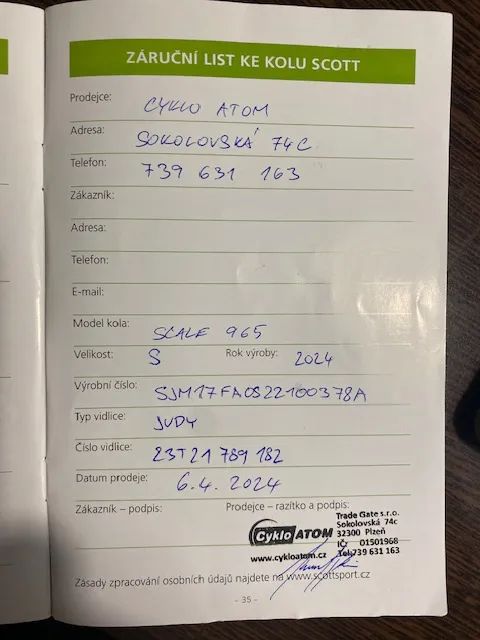 ZÁRUČNÍ LIST KE KOLU SCOTT
Prodejce: CYKLO ATOM
Adresa: SOKOLOVSKÁ 74C
Telefon: 739 631 163
Zákazník:
Adresa:
Telefon:
E-mail:
Model kola: SCALE 965
Velikost: S Rok výroby: 2024
Výrobní číslo: SJM17FA0S22100378A
Typ vidlice: JUDY
Číslo vidlice: 23T21 789 182
Datum prodeje: 6.4. 2024
Zákazník – podpis: Prodejce – razítko a podpis:
Cyklo ATOM
www.cykloatom.cz
Trade Gate s.r.o.
Sokolovská 74c
32300 Plzeň
IČ: 01501968
Tel:739 631 163
Zásady zpracování osobních údajů najdete na www.scottsport.cz
– 35 –